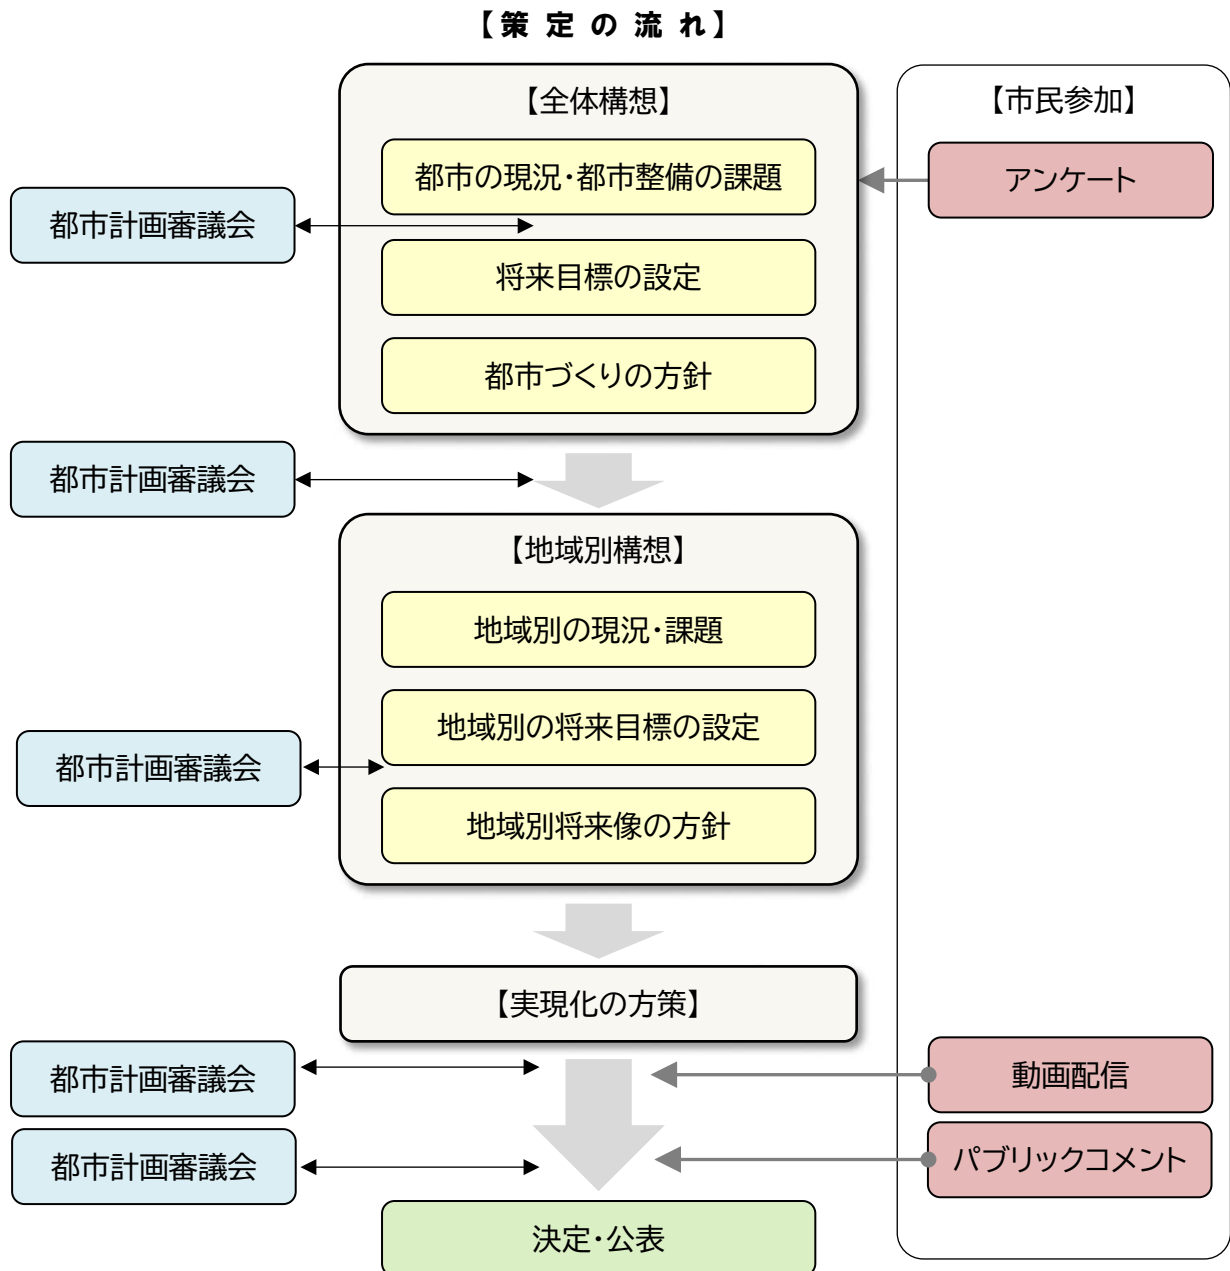 【策定の流れ】
【全体構想】
【市民参加】
都市の現況・都市整備の課題
アンケート
都市計画審議会
将来目標の設定
都市づくりの方針
都市計画審議会
【地域別構想】
地域別の現況・課題
地域別の将来目標の設定
都市計画審議会
地域別将来像の方針
【実現化の方策】
都市計画審議会
動画配信
都市計画審議会
パブリックコメント
決定・公表